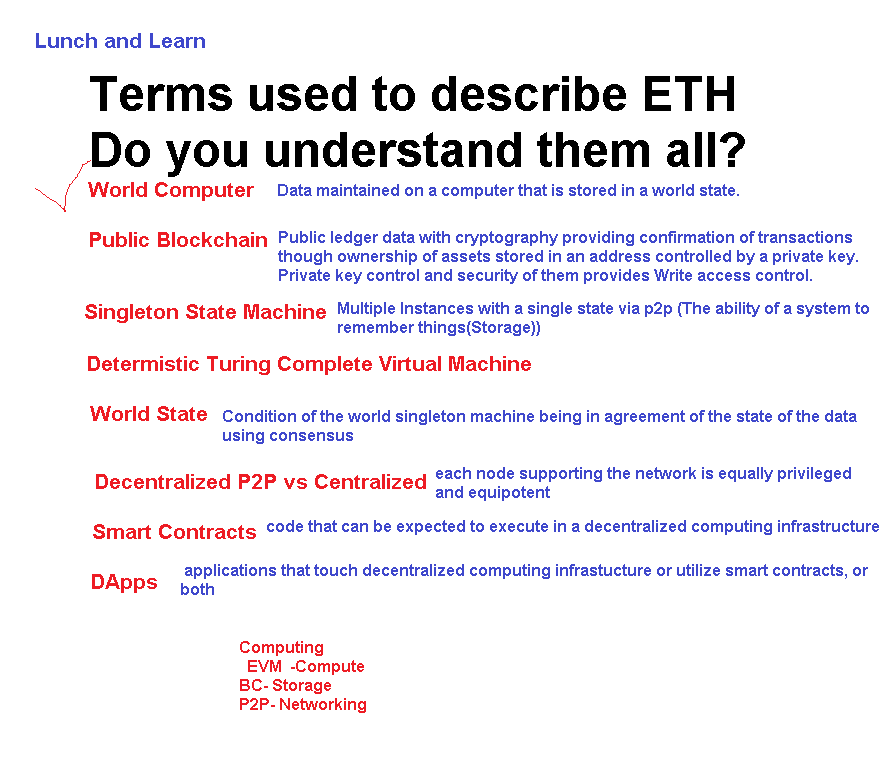 Lunch and Learn
Terms used to describe ETH
Do you understand them all?
World Computer Data maintained on a computer that is stored in a world state.
Public Blockchain Public ledger data with cryptography providing confirmation of transactions
though ownership of assets stored in an address controlled by a private key.
Private key control and security of them provides Write access control.
Singleton State Machine Multiple Instances with a single state via p2p (The ability of a system to
remember things(Storage))
Determistic Turing Complete Virtual Machine
World State Condition of the world singleton machine being in agreement of the state of the data
using consensus
Decentralized P2P vs Centralized each node supporting the network is equally privileged
and equipotent
Smart Contracts code that can be expected to execute in a decentralized computing infrastructure
DApps applications that touch decentralized computing infrastucture or utilize smart contracts, or
both
Computing
EVM -Compute
BC- Storage
P2P- Networking